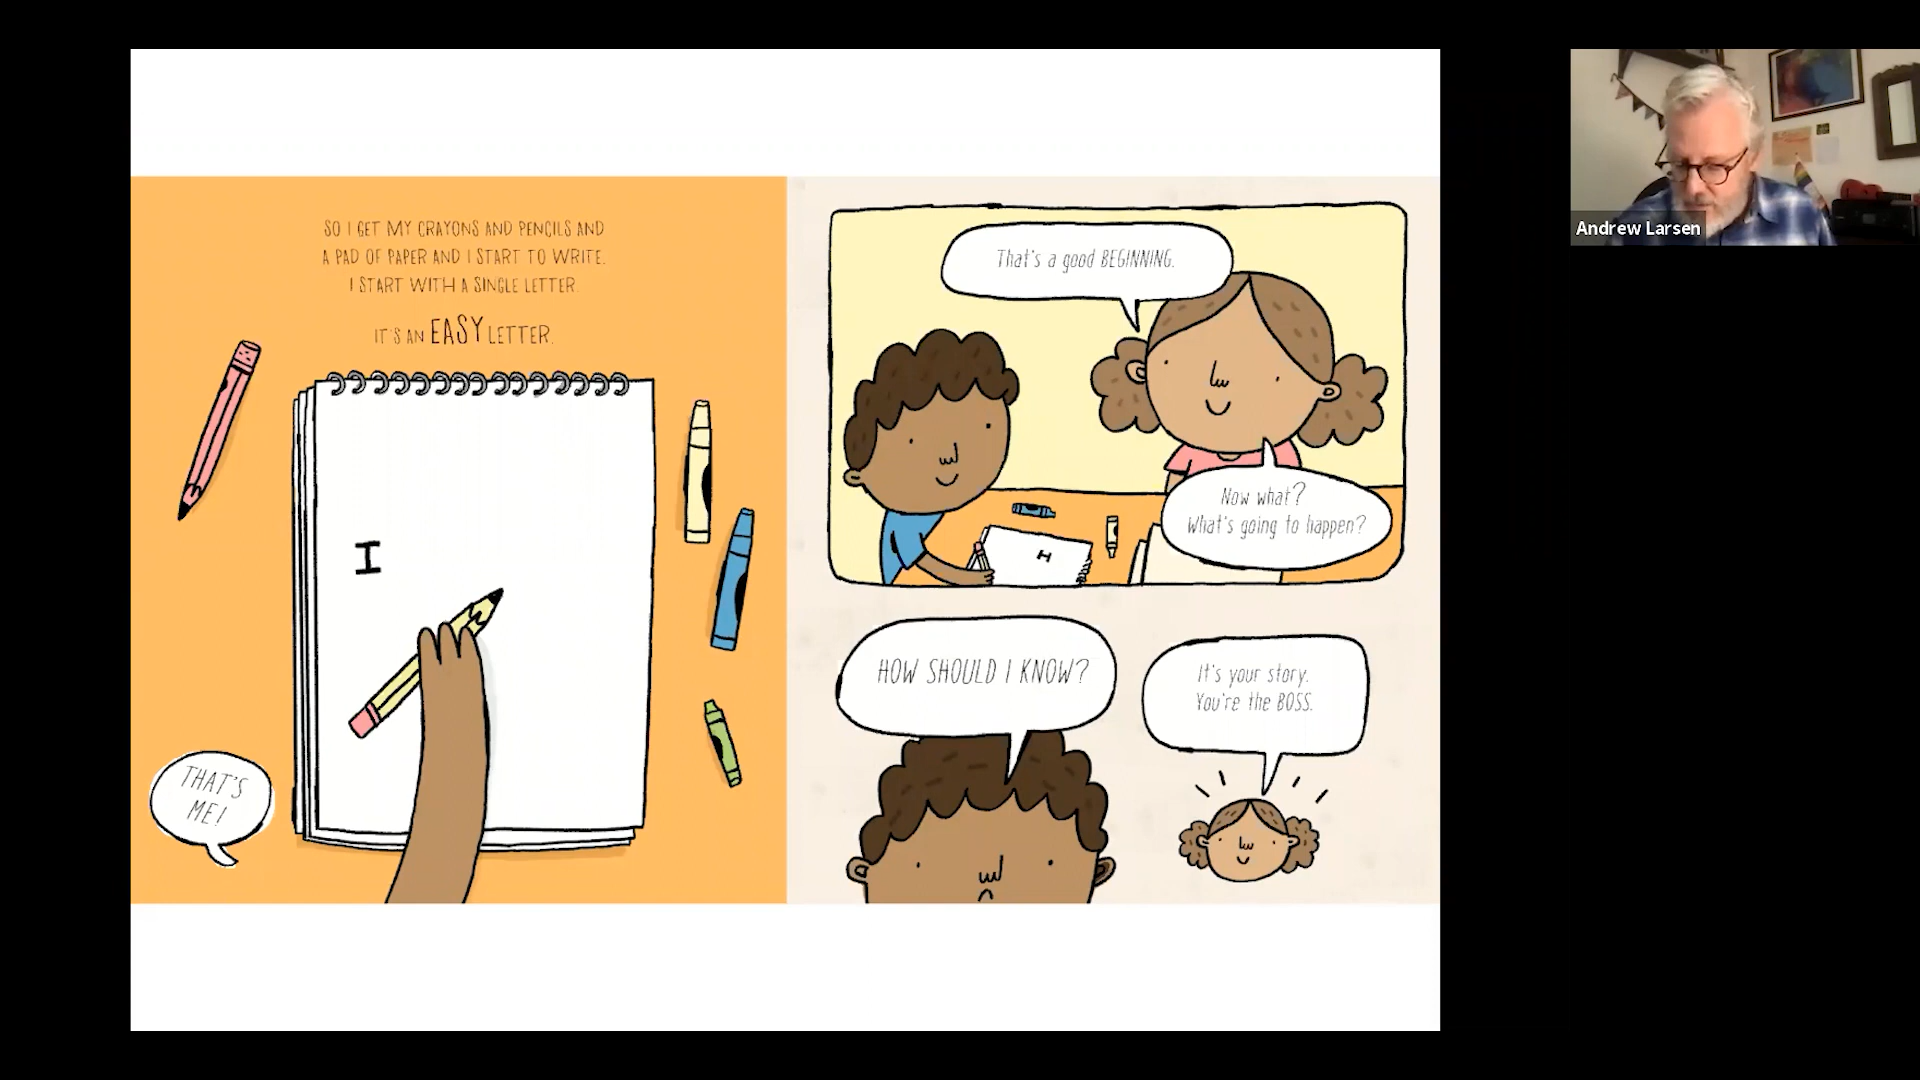 SO I GET MY CRAYONS AND PENCILS AND
A PAD OF PAPER AND I START TO WRITE.
I START WITH A SINGLE LETTER.
IT'S AN EASY LETTER.
I
THAT'S
ME!
That's a good BEGINNING.
Now what?
What's going to happen?
I
HOW SHOULD I KNOW?
It's your story.
You're the BOSS.
Andrew Larsen